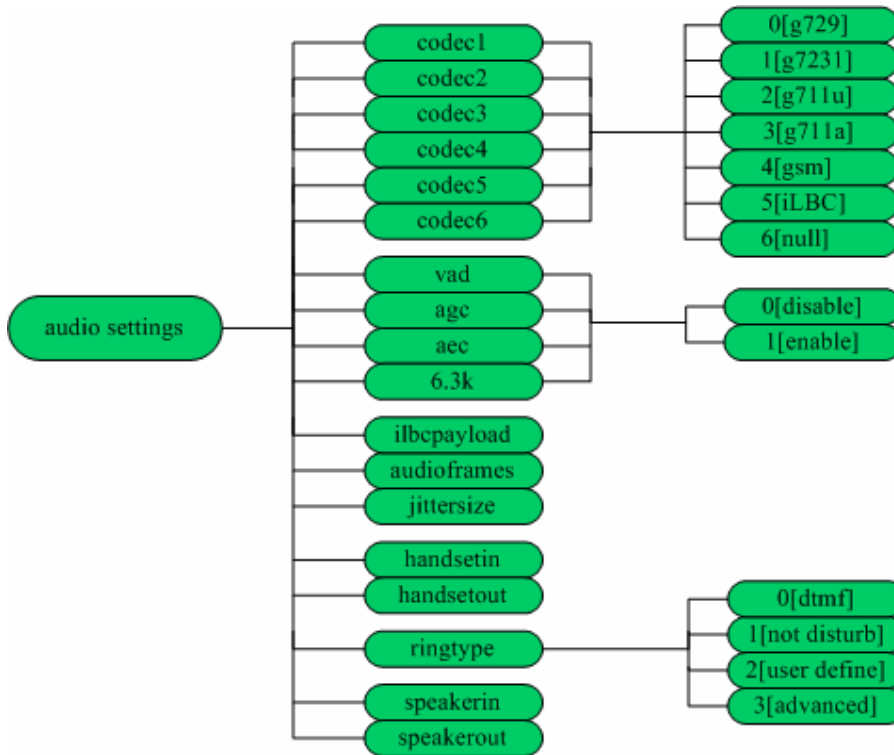 audio settings
codec1
codec2
codec3
codec4
codec5
codec6
0[g729]
1[g7231]
2[g711u]
3[g711a]
4[gsm]
5[iLBC]
6[null]
vad
agc
aec
6.3k
0[disable]
1[enable]
ilbcpayload
audioframes
jittersize
handsetin
handsetout
ringtype
0[dtmf]
1[not disturb]
2[user define]
3[advanced]
speakerin
speakerout